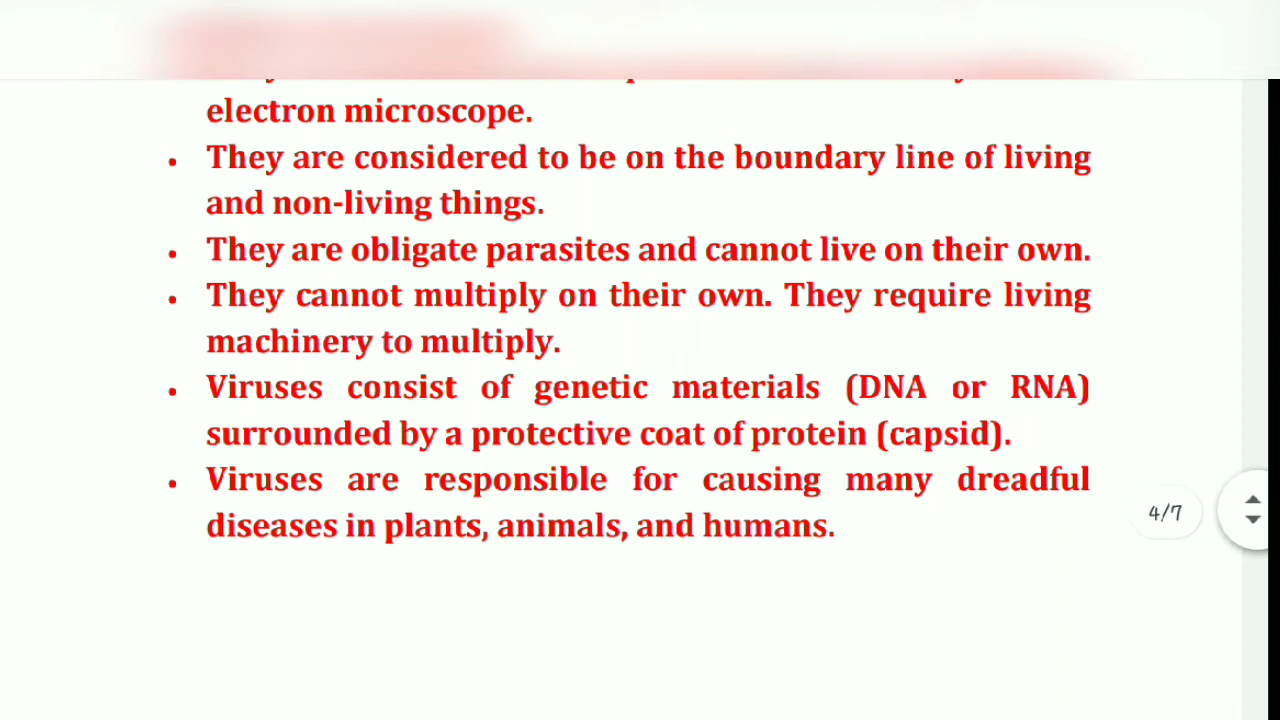 electron microscope.
• They are considered to be on the boundary line of living
and non-living things.
• They are obligate parasites and cannot live on their own.
• They cannot multiply on their own. They require living
machinery to multiply.
• Viruses consist of genetic materials (DNA or RNA)
surrounded by a protective coat of protein (capsid).
• Viruses are responsible for causing many dreadful
diseases in plants, animals, and humans.
4/7